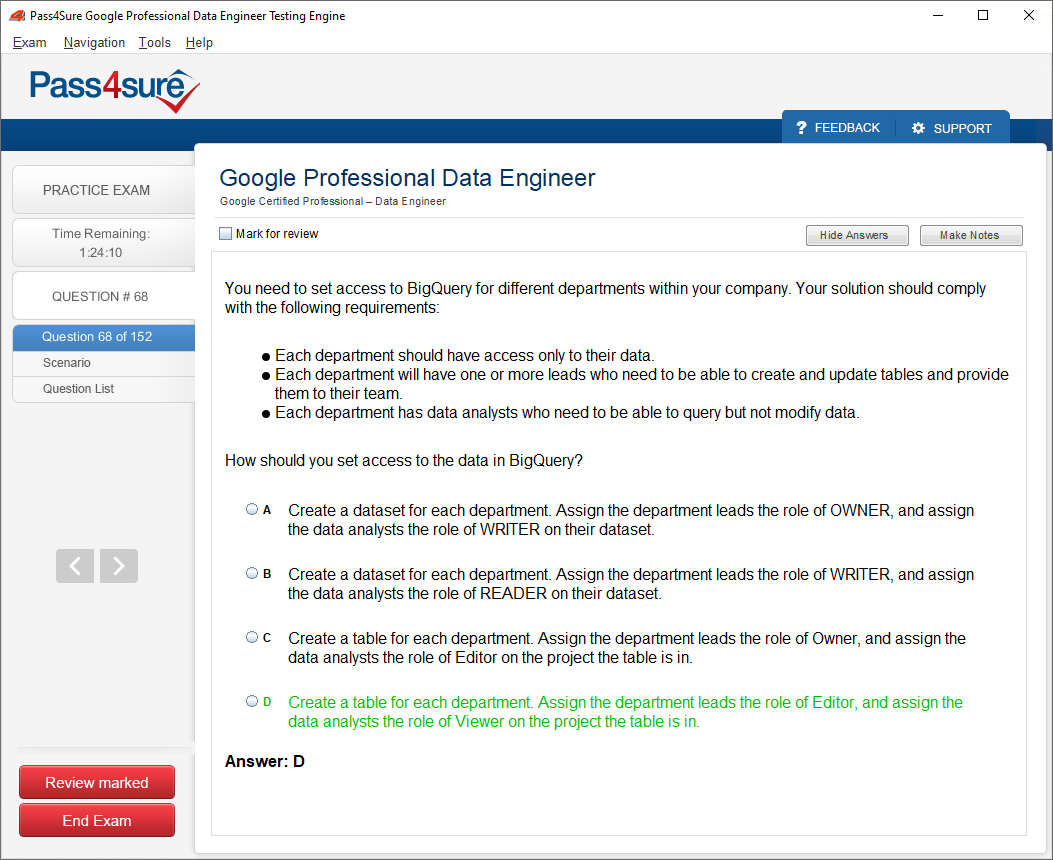 Pass4Sure Google Professional Data Engineer Testing Engine
Exam Navigation Tools Help
Pass4sure
? FEEDBACK SUPPORT
PRACTICE EXAM
Time Remaining:
1:24:10
QUESTION # 68
Question 68 of 152
Scenario
Question List
Review marked
End Exam
Google Professional Data Engineer
Google Certified Professional – Data Engineer
Mark for review
Hide Answers Make Notes
You need to set access to BigQuery for different departments within your company. Your solution should comply
with the following requirements:
● Each department should have access only to their data.
● Each department will have one or more leads who need to be able to create and update tables and provide
them to their team.
● Each department has data analysts who need to be able to query but not modify data.
How should you set access to the data in BigQuery?
A Create a dataset for each department. Assign the department leads the role of OWNER, and assign
the data analysts the role of WRITER on their dataset.
B Create a dataset for each department. Assign the department leads the role of WRITER, and assign
the data analysts the role of READER on their dataset.
C Create a table for each department. Assign the department leads the role of Owner, and assign the
data analysts the role of Editor on the project the table is in.
D Create a table for each department. Assign the department leads the role of Editor, and assign the
data analysts the role of Viewer on the project the table is in.
Answer: D